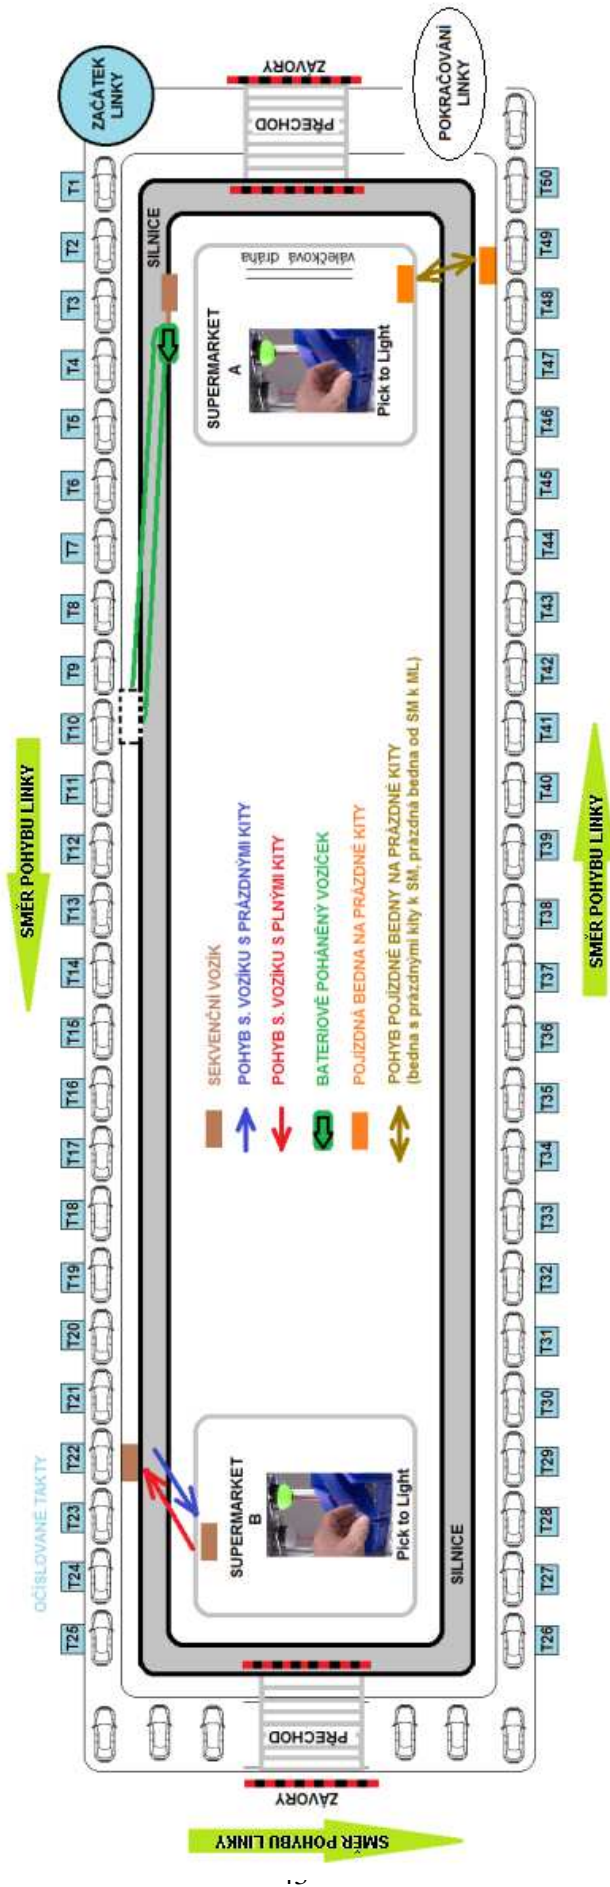 SMĚR POHYBU LINKY
OČÍSLOVANÉ TAKTY
T25 T24 T23 T22 T21 T20 T19 T18 T17 T16 T15 T14 T13 T12 T11 T10 T9 T8 T7 T6 T5 T4 T3 T2 T1
ZAČÁTEK
LINKY
SILNICE
SUPERMARKET
B
Pick to Light
SEKVENČNÍ VOZÍK
POHYB S. VOZÍKU S PRÁZDNÝMI KITY
POHYB S. VOZÍKU S PLNÝMI KITY
BATERIOVĚ POHÁNĚNÝ VOZÍČEK
POJÍZDNÁ BEDNA NA PRÁZDNÉ KITY
POHYB POJÍZDNÉ BEDNY NA PRÁZDNÉ KITY
(bedna s prázdnými kity k SM, prázdná bedna od SM k ML)
SUPERMARKET
A
Pick to Light
válečková
dráha
PŘECHOD
ZÁVORY
SMĚR POHYBU LINKY
ZÁVORY
PŘECHOD
SILNICE
POKRAČOVÁNÍ
LINKY
T26 T27 T28 T29 T30 T31 T32 T33 T34 T35 T36 T37 T38 T39 T40 T41 T42 T43 T44 T45 T46 T47 T48 T49 T50
SMĚR POHYBU LINKY